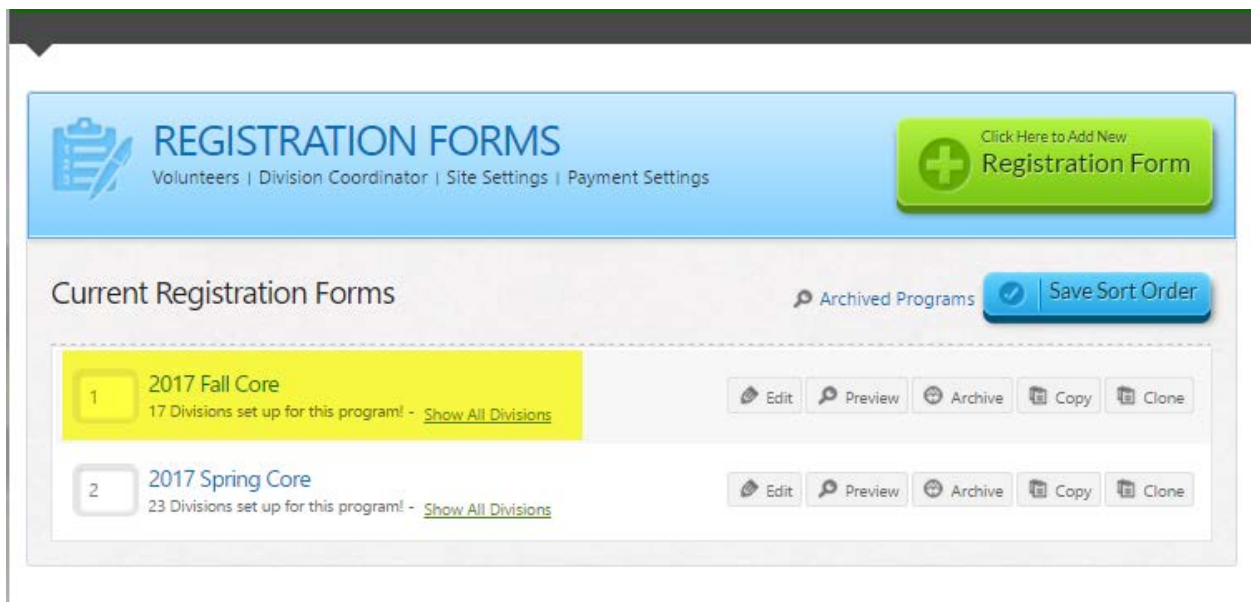 REGISTRATION FORMS
Volunteers | Division Coordinator | Site Settings | Payment Settings
Click Here to Add New
Registration Form
Current Registration Forms
Archived Programs
Save Sort Order
1
2017 Fall Core
17 Divisions set up for this program! - Show All Divisions
Edit Preview Archive Copy Clone
2
2017 Spring Core
23 Divisions set up for this program! - Show All Divisions
Edit Preview Archive Copy Clone